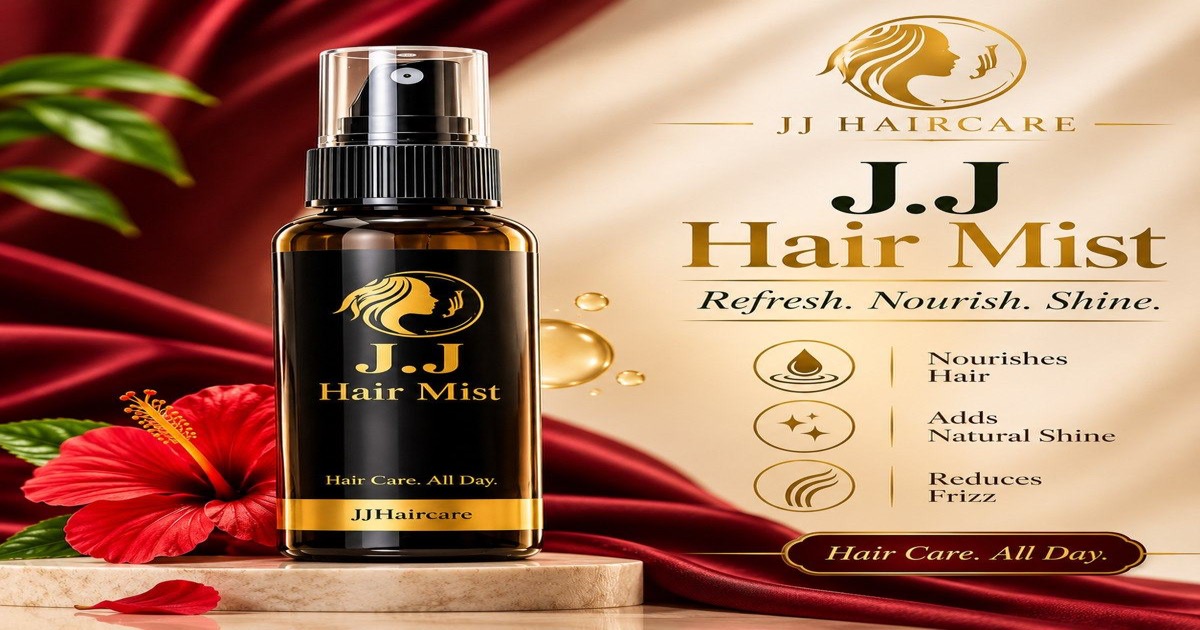 J.J
Hair Mist
Hair Care. All Day.
JJHaircare
JJ HAIRCARE
J.J
Hair Mist
Refresh. Nourish. Shine.
Nourishes
Hair
Adds
Natural Shine
Reduces
Frizz
Hair Care. All Day.